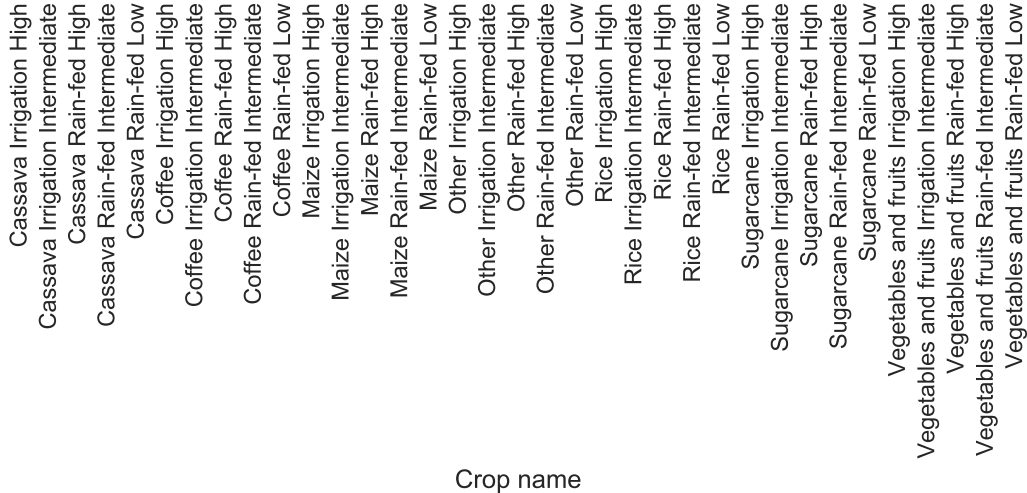 Cassava Irrigation High
Cassava Irrigation Intermediate
Cassava Rain-fed High
Cassava Rain-fed Intermediate
Cassava Rain-fed Low
Coffee Irrigation High
Coffee Irrigation Intermediate
Coffee Rain-fed High
Coffee Rain-fed Intermediate
Coffee Rain-fed Low
Maize Irrigation High
Maize Irrigation Intermediate
Maize Rain-fed High
Maize Rain-fed Intermediate
Maize Rain-fed Low
Other Irrigation High
Other Irrigation Intermediate
Other Rain-fed High
Other Rain-fed Intermediate
Other Rain-fed Low
Rice Irrigation High
Rice Irrigation Intermediate
Rice Rain-fed High
Rice Rain-fed Intermediate
Rice Rain-fed Low
Sugarcane Irrigation High
Sugarcane Irrigation Intermediate
Sugarcane Rain-fed High
Sugarcane Rain-fed Intermediate
Sugarcane Rain-fed Low
Vegetables and fruits Irrigation High
Vegetables and fruits Irrigation Intermediate
Vegetables and fruits Rain-fed High
Vegetables and fruits Rain-fed Intermediate
Vegetables and fruits Rain-fed Low
Crop name